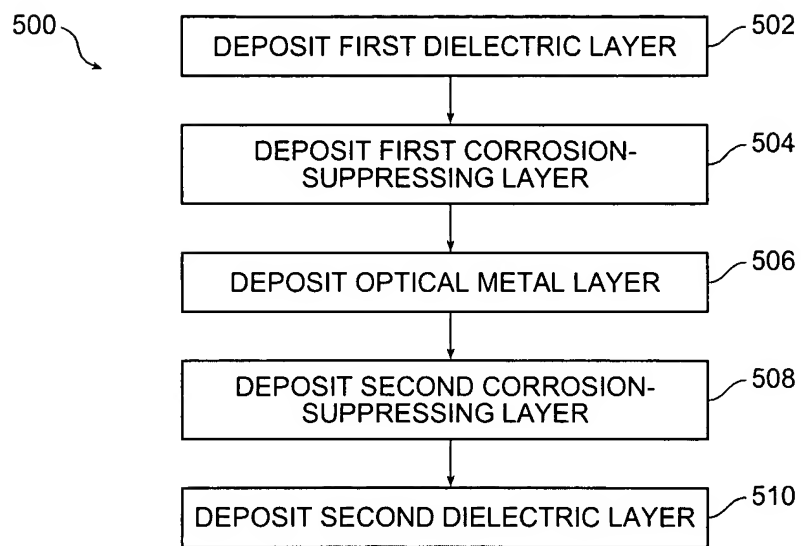 500
DEPOSIT FIRST DIELECTRIC LAYER
502
DEPOSIT FIRST CORROSION-
SUPPRESSING LAYER
504
DEPOSIT OPTICAL METAL LAYER
506
DEPOSIT SECOND CORROSION-
SUPPRESSING LAYER
508
DEPOSIT SECOND DIELECTRIC LAYER
510